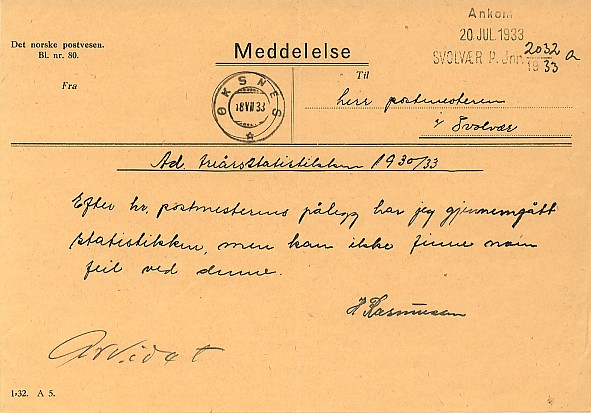 Det norske postvesen.
Bl. nr. 80.
Meddelelse
Ankom
20 JUL. 1933
SVOLVÆR P. Jnr. 2032/1933 a
Fra
ØKSNES
18 VII 33
Til
herr postmesteren
i Svolvær
Ad. treårsstatistikken 1930/33
Efter hr. postmesterens pålegg har jeg gjennemgått
statistikken, men kan ikke finne noen
feil ved denne.
H Rasmussen
1-32. A 5.